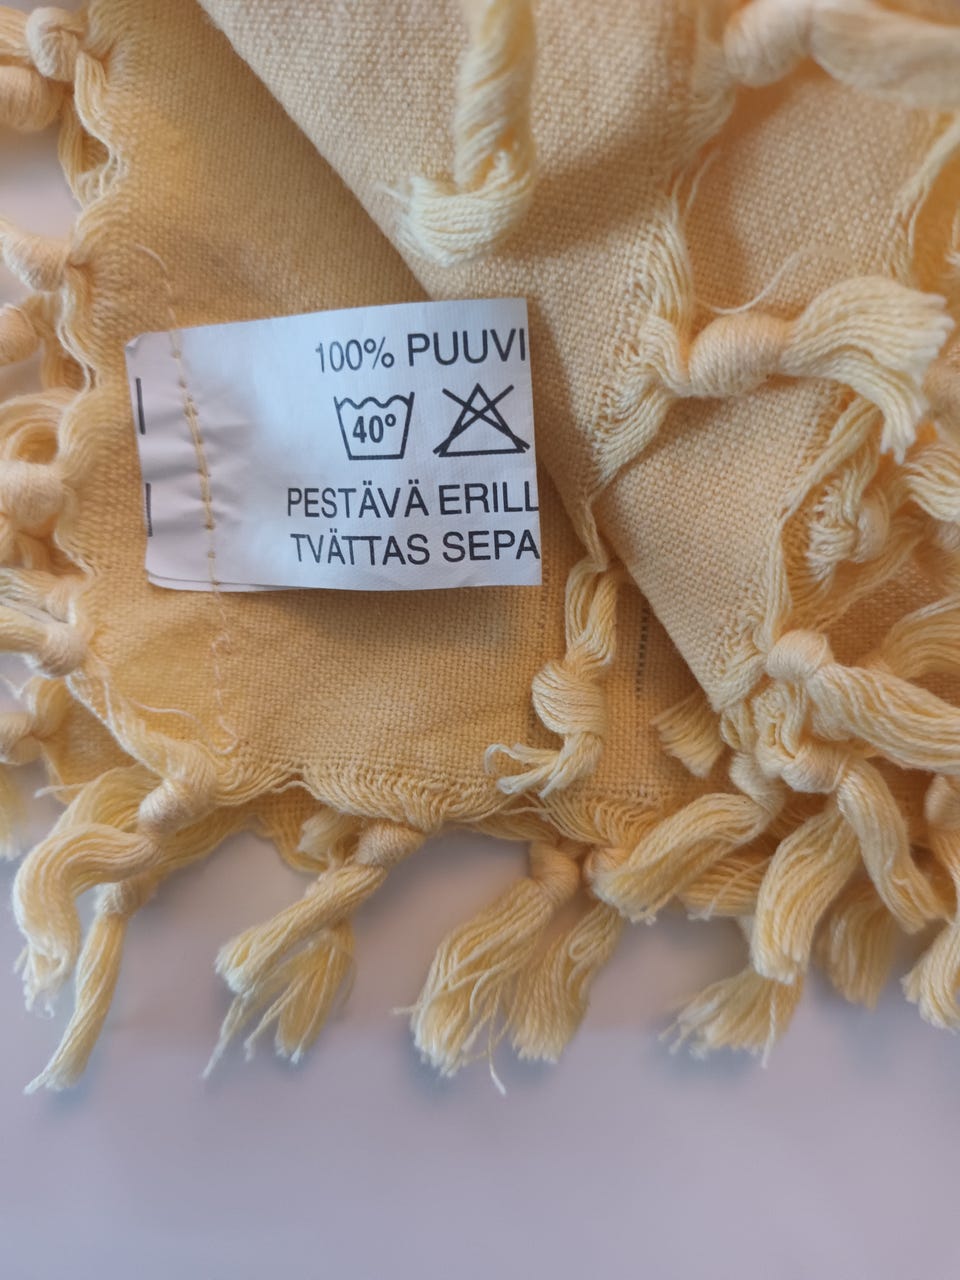 100% PUUVI
40°
PESTÄVÄ ERILL
TVÄTTAS SEPA